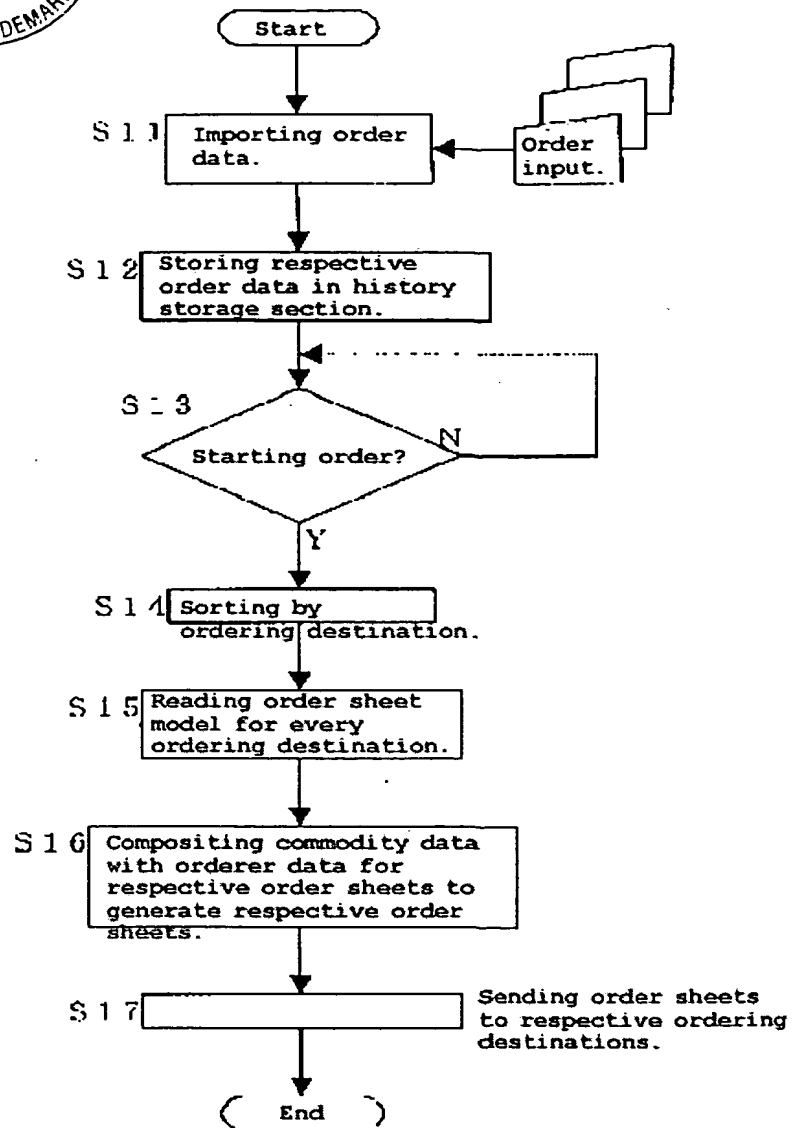 Start
S11
Importing order
data.
Order
input.
S12
Storing respective
order data in history
storage section.
S13
Starting order?
N
Y
S14
Sorting by
ordering destination.
S15
Reading order sheet
model for every
ordering destination.
S16
Compositing commodity data
with orderer data for
respective order sheets to
generate respective order
sheets.
S17
Sending order sheets
to respective ordering
destinations.
End